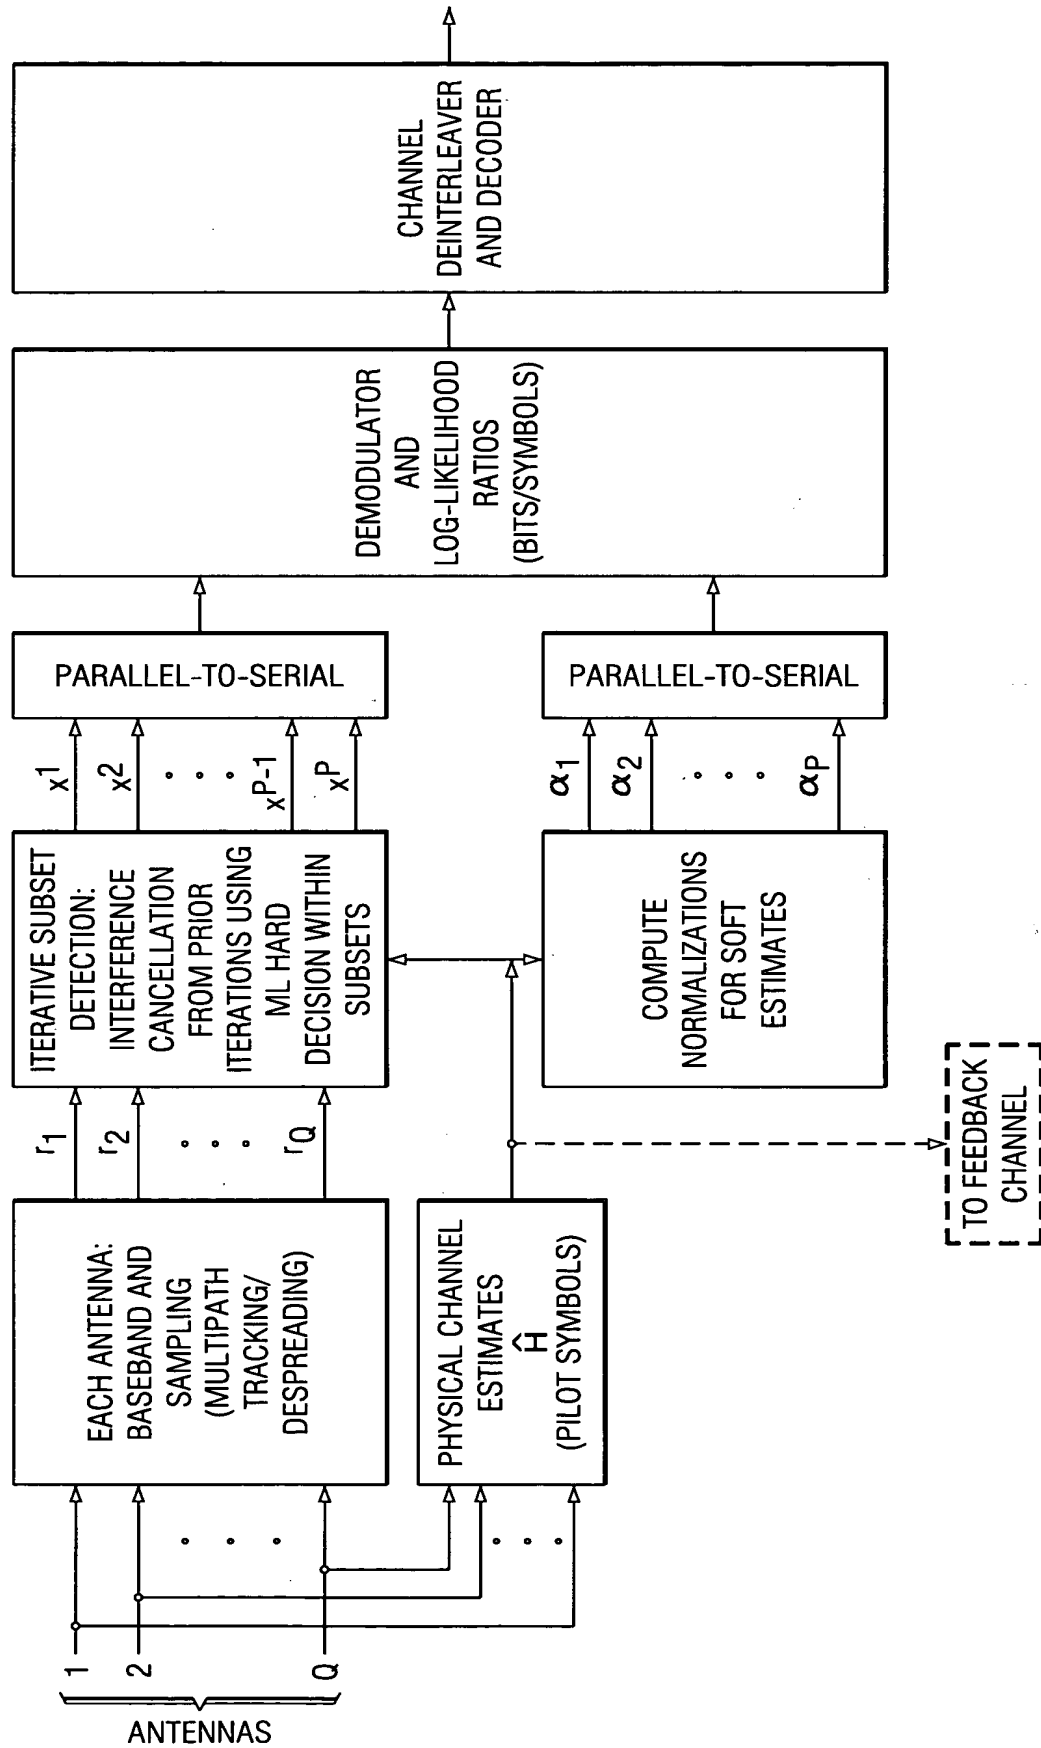 ANTENNAS
1
2
Q
EACH ANTENNA:
BASEBAND AND
SAMPLING
(MULTIPATH
TRACKING/
DESPREADING)
PHYSICAL CHANNEL
ESTIMATES
Ĥ
(PILOT SYMBOLS)
r1
r2
rQ
TO FEEDBACK
CHANNEL
ITERATIVE SUBSET
DETECTION:
INTERFERENCE
CANCELLATION
FROM PRIOR
ITERATIONS USING
ML HARD
DECISION WITHIN
SUBSETS
COMPUTE
NORMALIZATIONS
FOR SOFT
ESTIMATES
x1
x2
xP-1
xP
α1
α2
αP
PARALLEL-TO-SERIAL
PARALLEL-TO-SERIAL
DEMODULATOR
AND
LOG-LIKELIHOOD
RATIOS
(BITS/SYMBOLS)
CHANNEL
DEINTERLEAVER
AND DECODER